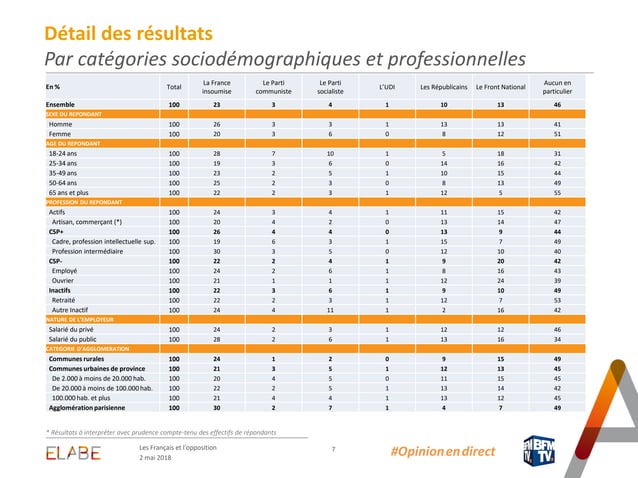 Détail des résultats
Par catégories sociodémographiques et professionnelles
En % Total La France insoumise Le Parti communiste Le Parti socialiste L'UDI Les Républicains Le Front National Aucun en particulier
Ensemble 100 23 3 4 1 10 13 46
SEXE DU REPONDANT
Homme 100 26 3 3 1 13 13 41
Femme 100 20 3 6 0 8 12 51
AGE DU REPONDANT
18-24 ans 100 28 7 10 1 5 18 31
25-34 ans 100 19 3 6 0 14 16 42
35-49 ans 100 23 2 5 1 10 15 44
50-64 ans 100 25 2 3 0 8 13 49
65 ans et plus 100 22 2 3 1 12 5 55
PROFESSION DU REPONDANT
Actifs 100 24 3 4 1 11 15 42
Artisan, commerçant (*) 100 20 4 2 0 13 14 47
CSP+ 100 26 4 4 0 13 9 44
Cadre, profession intellectuelle sup. 100 19 6 3 1 15 7 49
Profession intermédiaire 100 30 3 5 0 12 10 40
CSP- 100 22 2 4 1 9 20 42
Employé 100 24 2 6 1 8 16 43
Ouvrier 100 21 1 1 1 12 24 39
Inactifs 100 22 3 6 1 9 10 49
Retraité 100 22 2 3 1 12 7 53
Autre Inactif 100 24 4 11 1 2 16 42
NATURE DE L'EMPLOYEUR
Salarié du privé 100 24 2 3 1 12 12 46
Salarié du public 100 28 2 6 1 13 16 34
CATEGORIE D'AGGLOMERATION
Communes rurales 100 24 1 2 0 9 15 49
Communes urbaines de province 100 21 3 5 1 12 13 45
De 2.000 à moins de 20.000 hab. 100 20 4 5 0 11 15 45
De 20.000 à moins de 100.000 hab. 100 22 2 5 1 13 14 42
100.000 hab. et plus 100 21 4 4 1 13 12 45
Agglomération parisienne 100 30 2 7 1 4 7 49
* Résultats à interpréter avec prudence compte-tenu des effectifs de répondants
ELABE
Les Français et l'opposition
2 mai 2018
7
#Opinion en direct
BFM
TV.